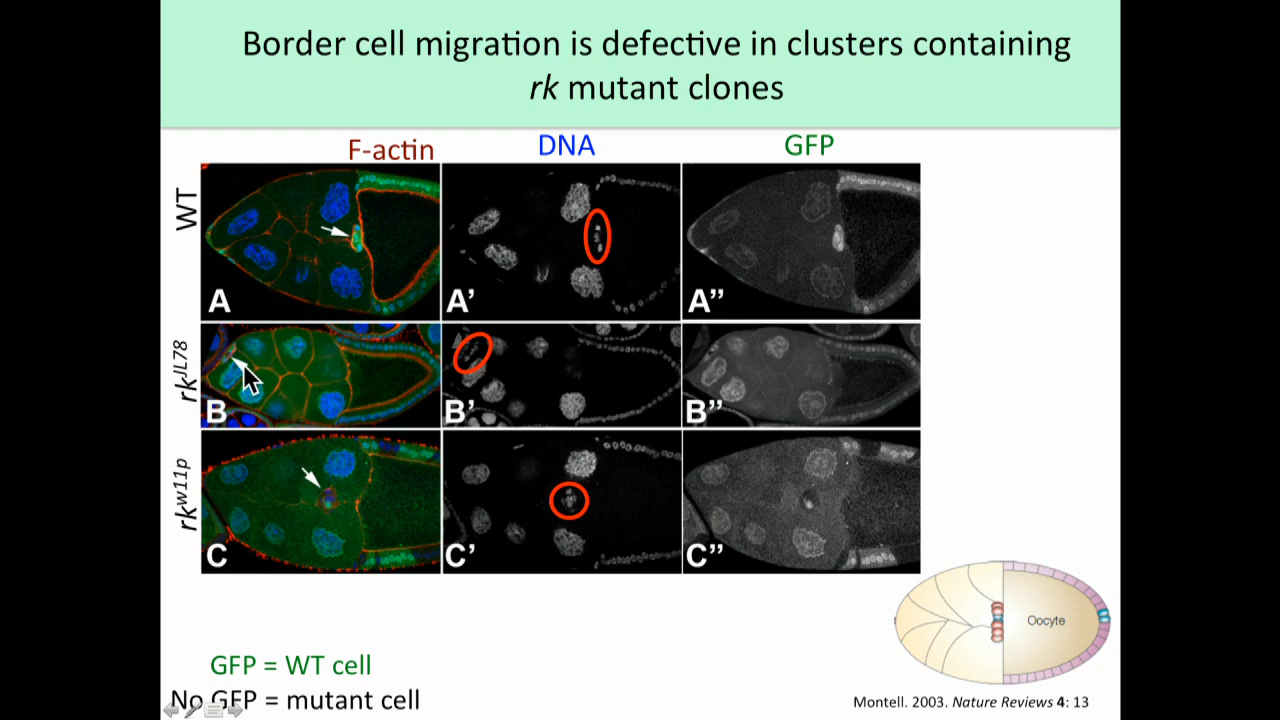 Border cell migration is defective in clusters containing
rk mutant clones
F-actin DNA GFP
WT
A A' A”
rkJL78
B B' B”
rkw11p
C C' C”
Oocyte
GFP = WT cell
No GFP = mutant cell
Montell. 2003. Nature Reviews 4: 13